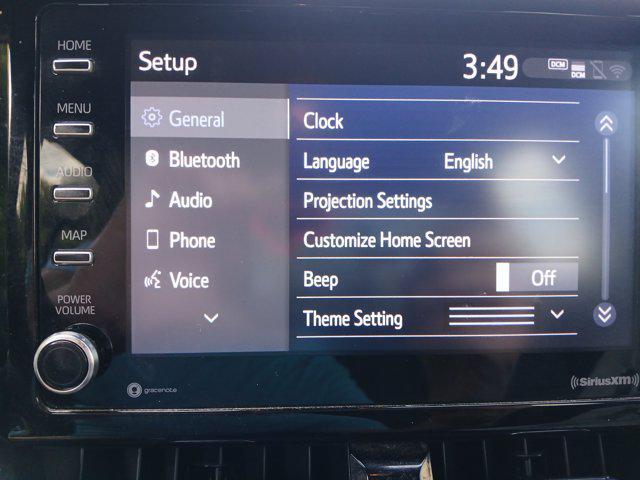 HOME
MENU
AUDIO
MAP
POWER
VOLUME
Setup
3:49
DCM
DCM
General
Bluetooth
Audio
Phone
Voice
Clock
Language English
Projection Settings
Customize Home Screen
Beep Off
Theme Setting
gracenote
SiriusXM